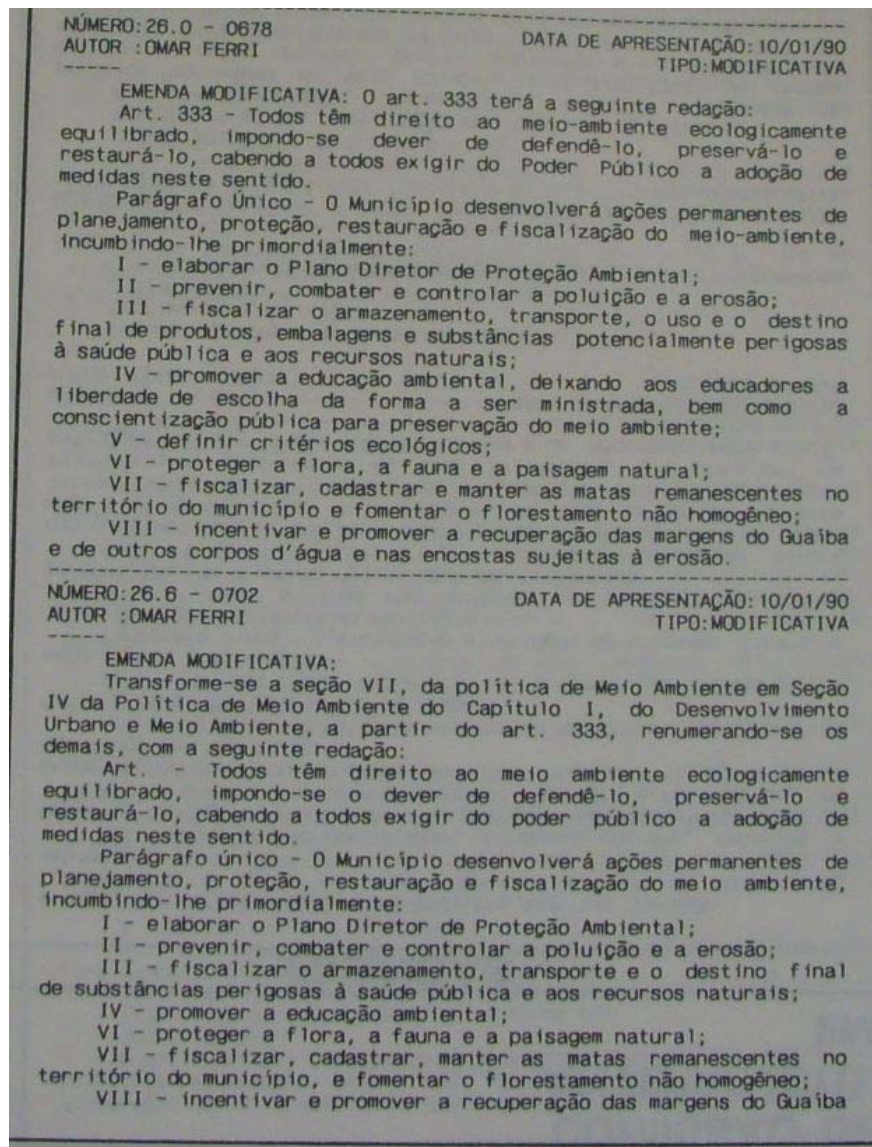 NÚMERO:26.0 - 0678
DATA DE APRESENTAÇÃO:10/01/90
AUTOR :OMAR FERRI
TIPO:MODIFICATIVA
-----
EMENDA MODIFICATIVA: O art. 333 terá a seguinte redação:
Art. 333 - Todos têm direito ao meio-ambiente ecologicamente
equilibrado, impondo-se dever de defendê-lo, preservá-lo e
restaurá-lo, cabendo a todos exigir do Poder Público a adoção de
medidas neste sentido.
Parágrafo Único - O Município desenvolverá ações permanentes de
planejamento, proteção, restauração e fiscalização do meio-ambiente,
incumbindo-lhe primordialmente:
I - elaborar o Plano Diretor de Proteção Ambiental;
II - prevenir, combater e controlar a poluição e a erosão;
III - fiscalizar o armazenamento, transporte, o uso e o destino
final de produtos, embalagens e substâncias potencialmente perigosas
à saúde pública e aos recursos naturais;
IV - promover a educação ambiental, deixando aos educadores a
liberdade de escolha da forma a ser ministrada, bem como a
conscientização pública para preservação do meio ambiente;
V - definir critérios ecológicos;
VI - proteger a flora, a fauna e a paisagem natural;
VII - fiscalizar, cadastrar e manter as matas remanescentes no
território do município e fomentar o florestamento não homogêneo;
VIII - incentivar e promover a recuperação das margens do Guaíba
e de outros corpos d'água e nas encostas sujeitas à erosão.
NÚMERO:26.6 - 0702
DATA DE APRESENTAÇÃO:10/01/90
AUTOR :OMAR FERRI
TIPO:MODIFICATIVA
-----
EMENDA MODIFICATIVA:
Transforme-se a seção VII, da política de Meio Ambiente em Seção
IV da Política de Meio Ambiente do Capítulo I, do Desenvolvimento
Urbano e Meio Ambiente, a partir do art. 333, renumerando-se os
demais, com a seguinte redação:
Art. - Todos têm direito ao meio ambiente ecologicamente
equilibrado, impondo-se o dever de defendê-lo, preservá-lo e
restaurá-lo, cabendo a todos exigir do poder público a adoção de
medidas neste sentido.
Parágrafo único - O Município desenvolverá ações permanentes de
planejamento, proteção, restauração e fiscalização do meio ambiente,
incumbindo-lhe primordialmente:
I - elaborar o Plano Diretor de Proteção Ambiental;
II - prevenir, combater e controlar a poluição e a erosão;
III - fiscalizar o armazenamento, transporte e o destino final
de substâncias perigosas à saúde pública e aos recursos naturais;
IV - promover a educação ambiental;
VI - proteger a flora, a fauna e a paisagem natural;
VII - fiscalizar, cadastrar, manter as matas remanescentes no
território do município, e fomentar o florestamento não homogêneo;
VIII - incentivar e promover a recuperação das margens do Guaíba